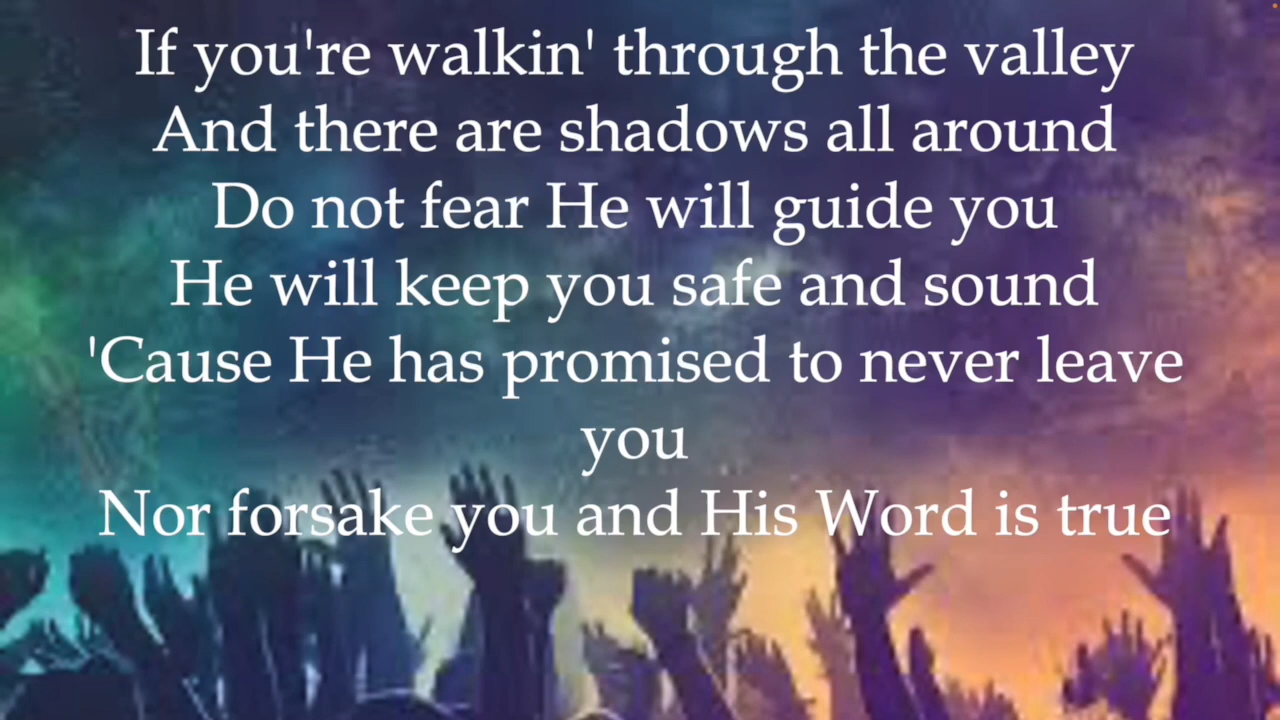 If you're walkin' through the valley
And there are shadows all around
Do not fear He will guide you
He will keep you safe and sound
'Cause He has promised to never leave
you
Nor forsake you and His Word is true